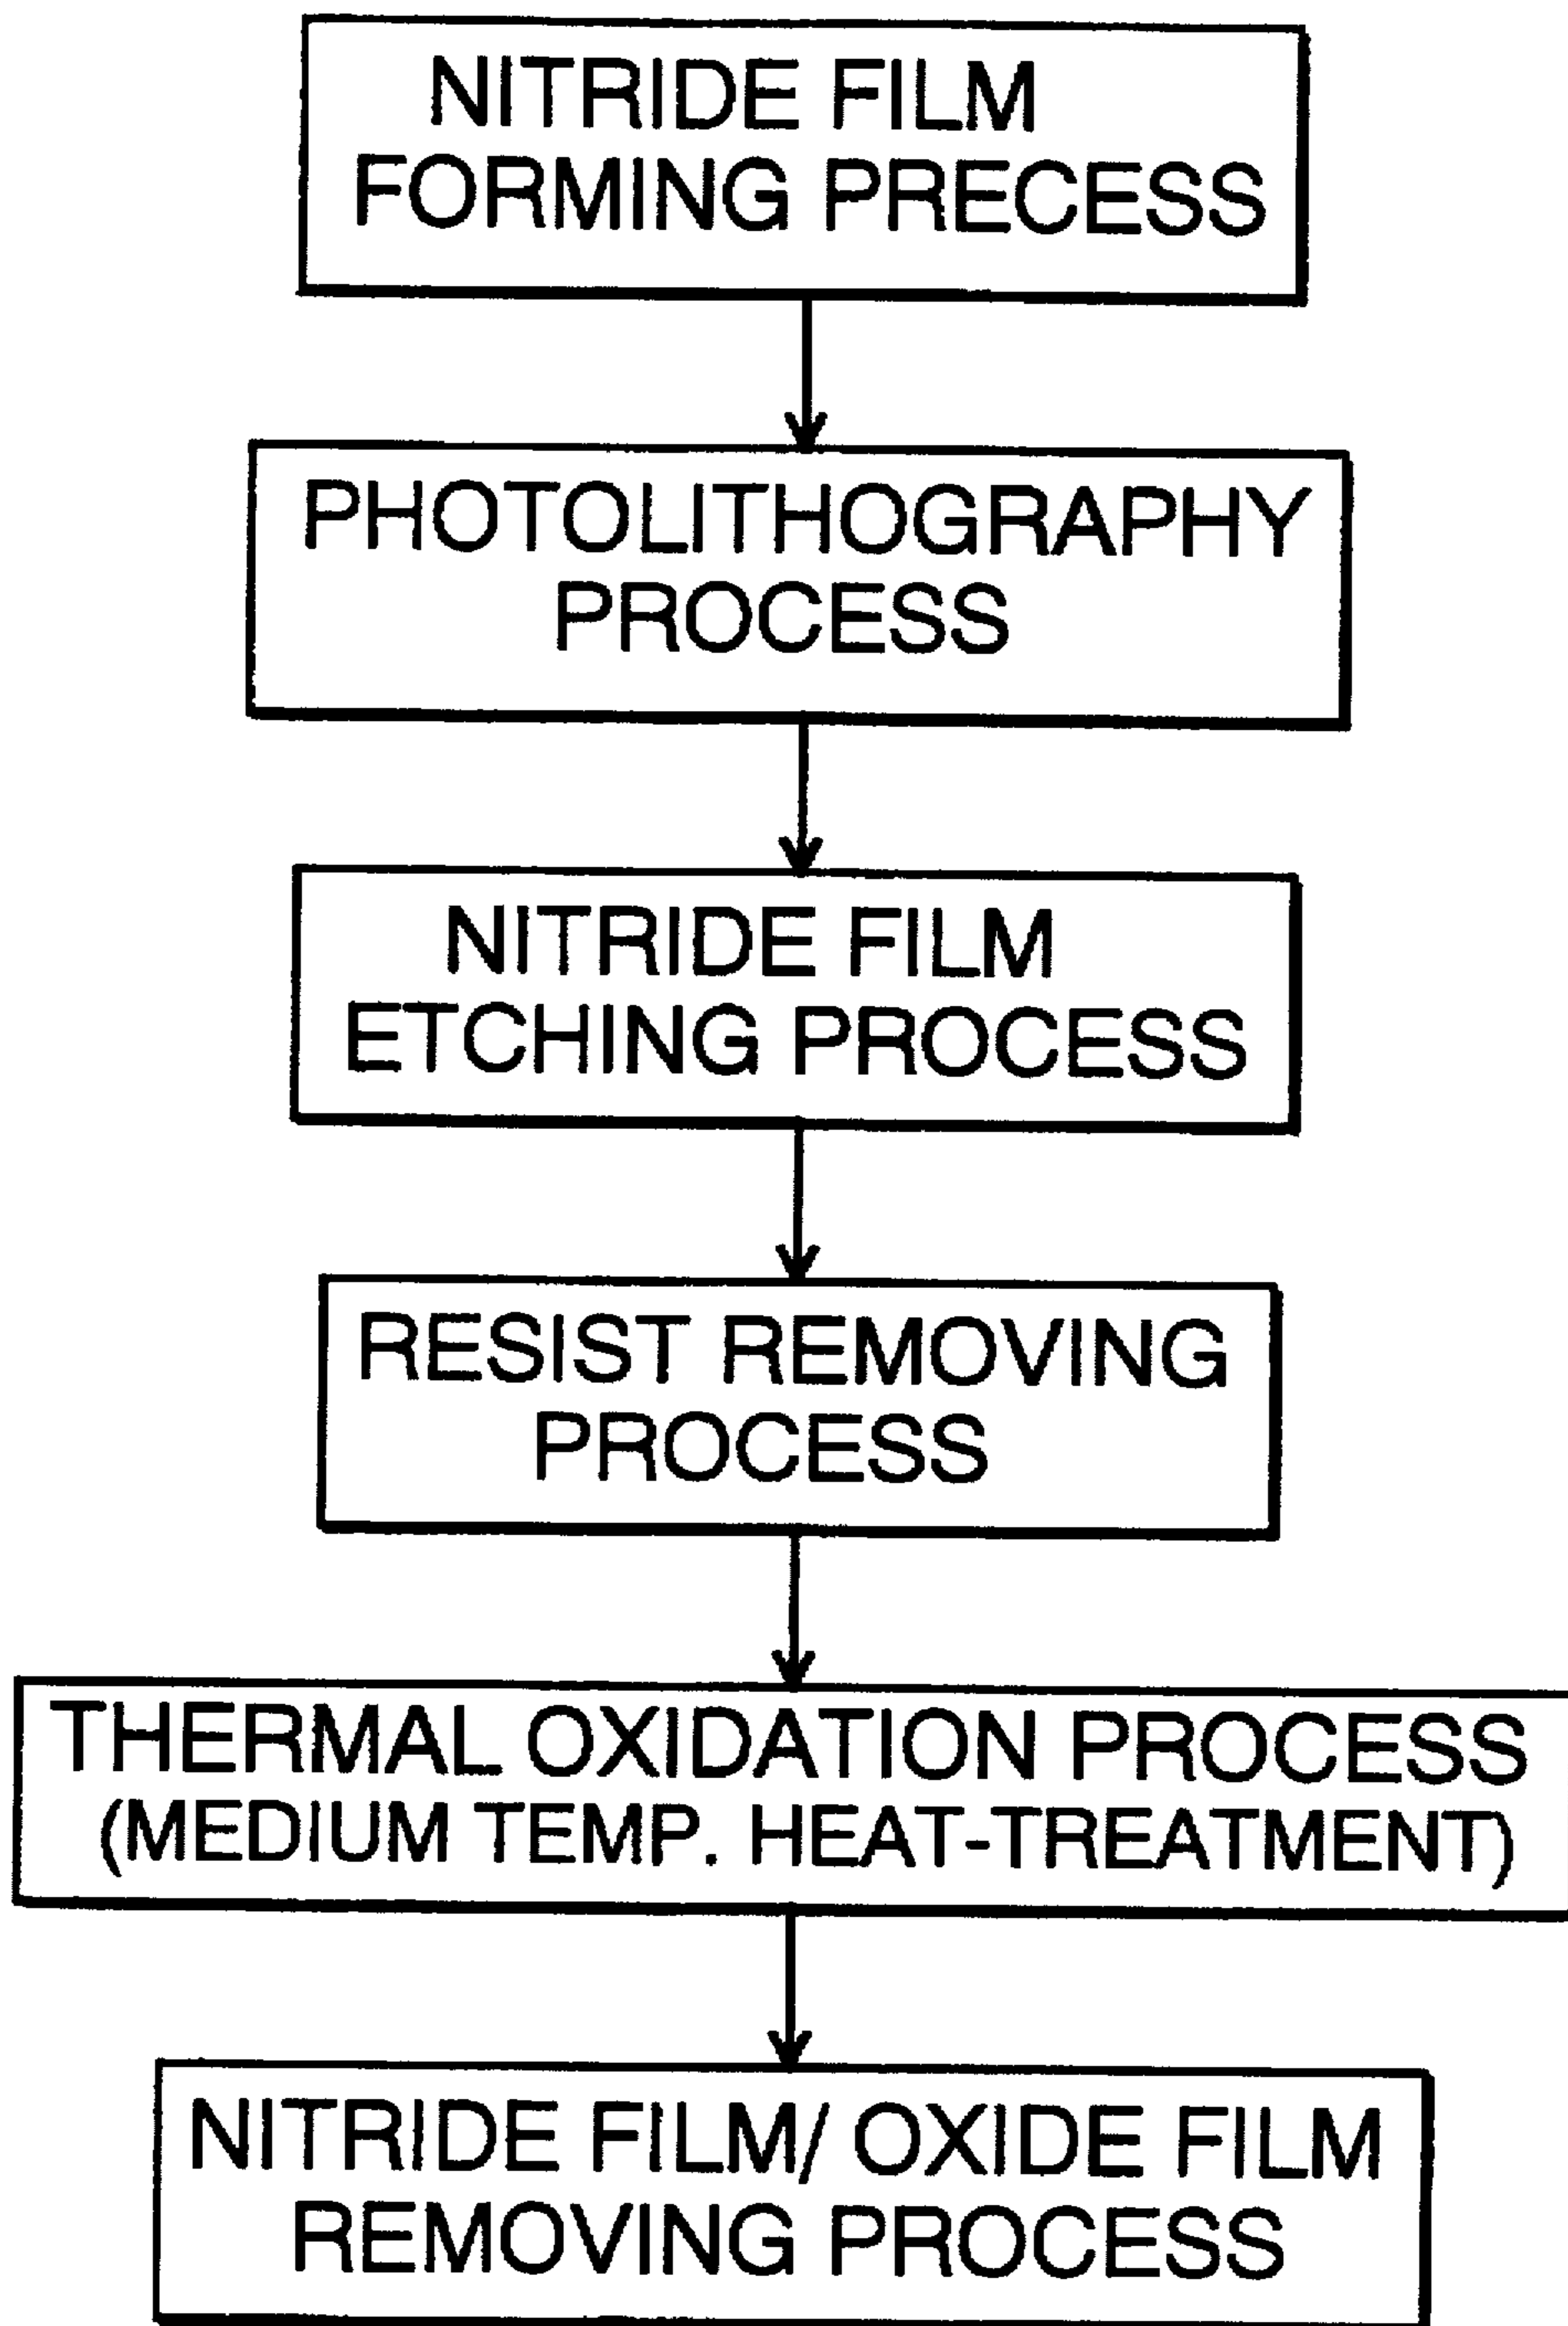 NITRIDE FILM
FORMING PRECESS
PHOTOLITHOGRAPHY
PROCESS
NITRIDE FILM
ETCHING PROCESS
RESIST REMOVING
PROCESS
THERMAL OXIDATION PROCESS
(MEDIUM TEMP. HEAT-TREATMENT)
NITRIDE FILM/ OXIDE FILM
REMOVING PROCESS